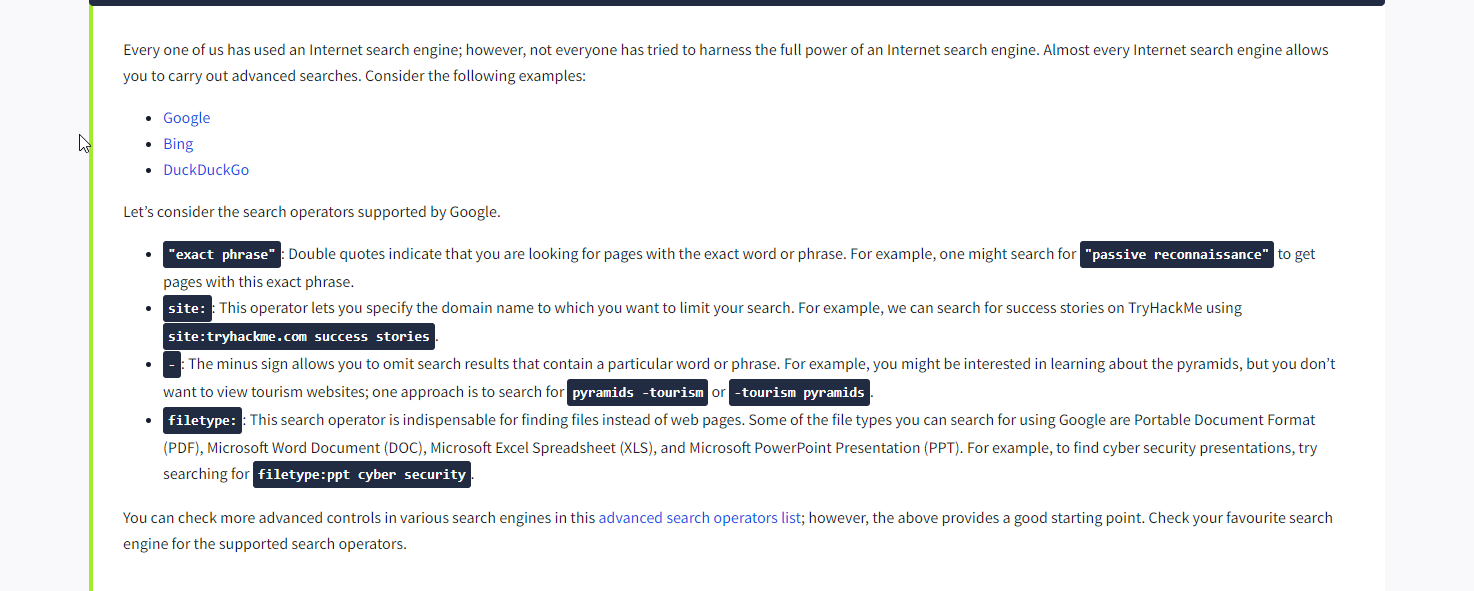 Every one of us has used an Internet search engine; however, not everyone has tried to harness the full power of an Internet search engine. Almost every Internet search engine allows
you to carry out advanced searches. Consider the following examples:
Google
Bing
DuckDuckGo
Let’s consider the search operators supported by Google.
"exact phrase" : Double quotes indicate that you are looking for pages with the exact word or phrase. For example, one might search for "passive reconnaissance" to get
pages with this exact phrase.
site: : This operator lets you specify the domain name to which you want to limit your search. For example, we can search for success stories on TryHackMe using
site:tryhackme.com success stories.
- : The minus sign allows you to omit search results that contain a particular word or phrase. For example, you might be interested in learning about the pyramids, but you don’t
want to view tourism websites; one approach is to search for pyramids -tourism or -tourism pyramids.
filetype: : This search operator is indispensable for finding files instead of web pages. Some of the file types you can search for using Google are Portable Document Format
(PDF), Microsoft Word Document (DOC), Microsoft Excel Spreadsheet (XLS), and Microsoft PowerPoint Presentation (PPT). For example, to find cyber security presentations, try
searching for filetype:ppt cyber security.
You can check more advanced controls in various search engines in this advanced search operators list; however, the above provides a good starting point. Check your favourite search
engine for the supported search operators.